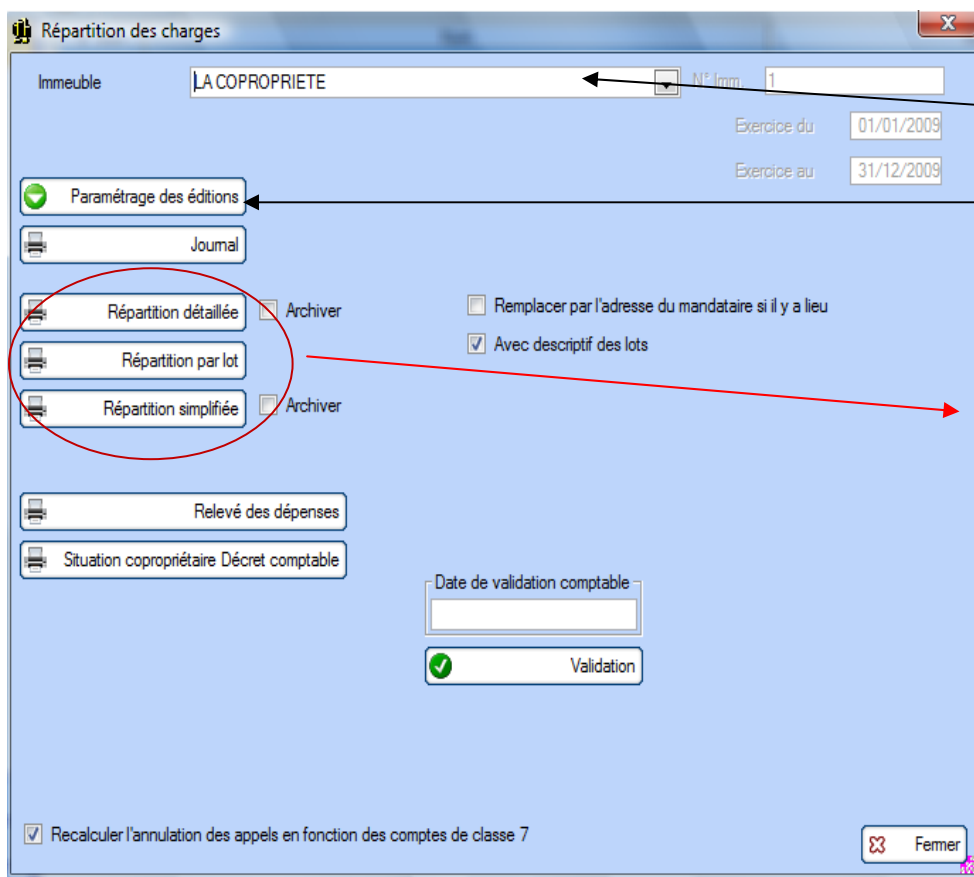 Répartition des charges
Immeuble LA COPROPRIETE N° Imm. 1
Exercice du 01/01/2009
Exercice au 31/12/2009
Paramétrage des éditions
Journal
Répartition détaillée Archiver Remplacer par l'adresse du mandataire si il y a lieu
Avec descriptif des lots
Répartition par lot
Répartition simplifiée Archiver
Relevé des dépenses
Situation copropriétaire Décret comptable
Date de validation comptable
Validation
Recalculer l'annulation des appels en fonction des comptes de classe 7
Fermer